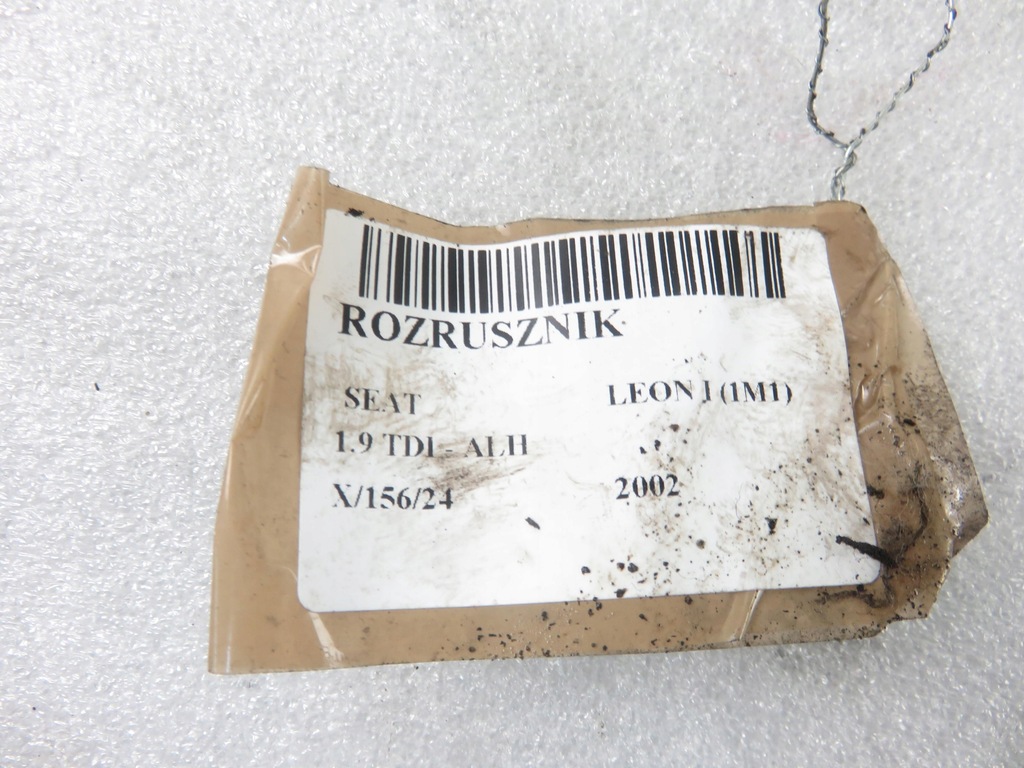 ROZRUSZNIK
SEAT LEON I (1M1)
1.9 TDI - ALH
X/156/24 2002